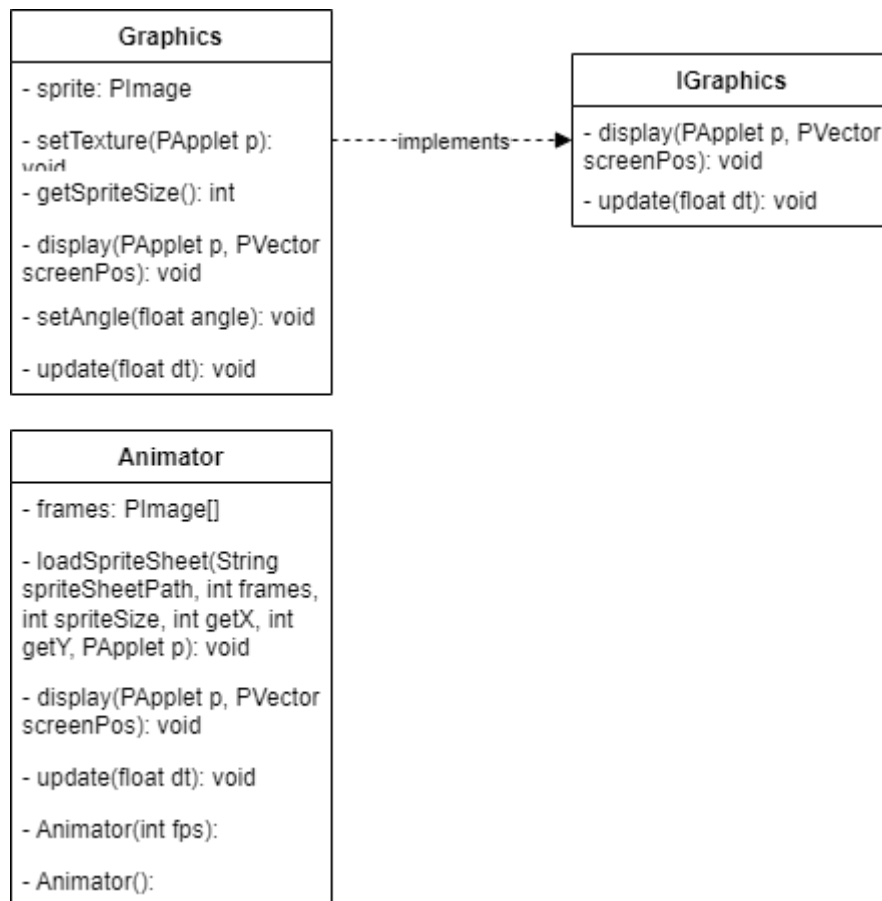 Graphics
- sprite: PImage
- setTexture(PApplet p):
void
- getSpriteSize(): int
- display(PApplet p, PVector
screenPos): void
- setAngle(float angle): void
- update(float dt): void
implements
IGraphics
- display(PApplet p, PVector
screenPos): void
- update(float dt): void
Animator
- frames: PImage[]
- loadSpriteSheet(String
spriteSheetPath, int frames,
int spriteSize, int getX, int
getY, PApplet p): void
- display(PApplet p, PVector
screenPos): void
- update(float dt): void
- Animator(int fps):
- Animator():